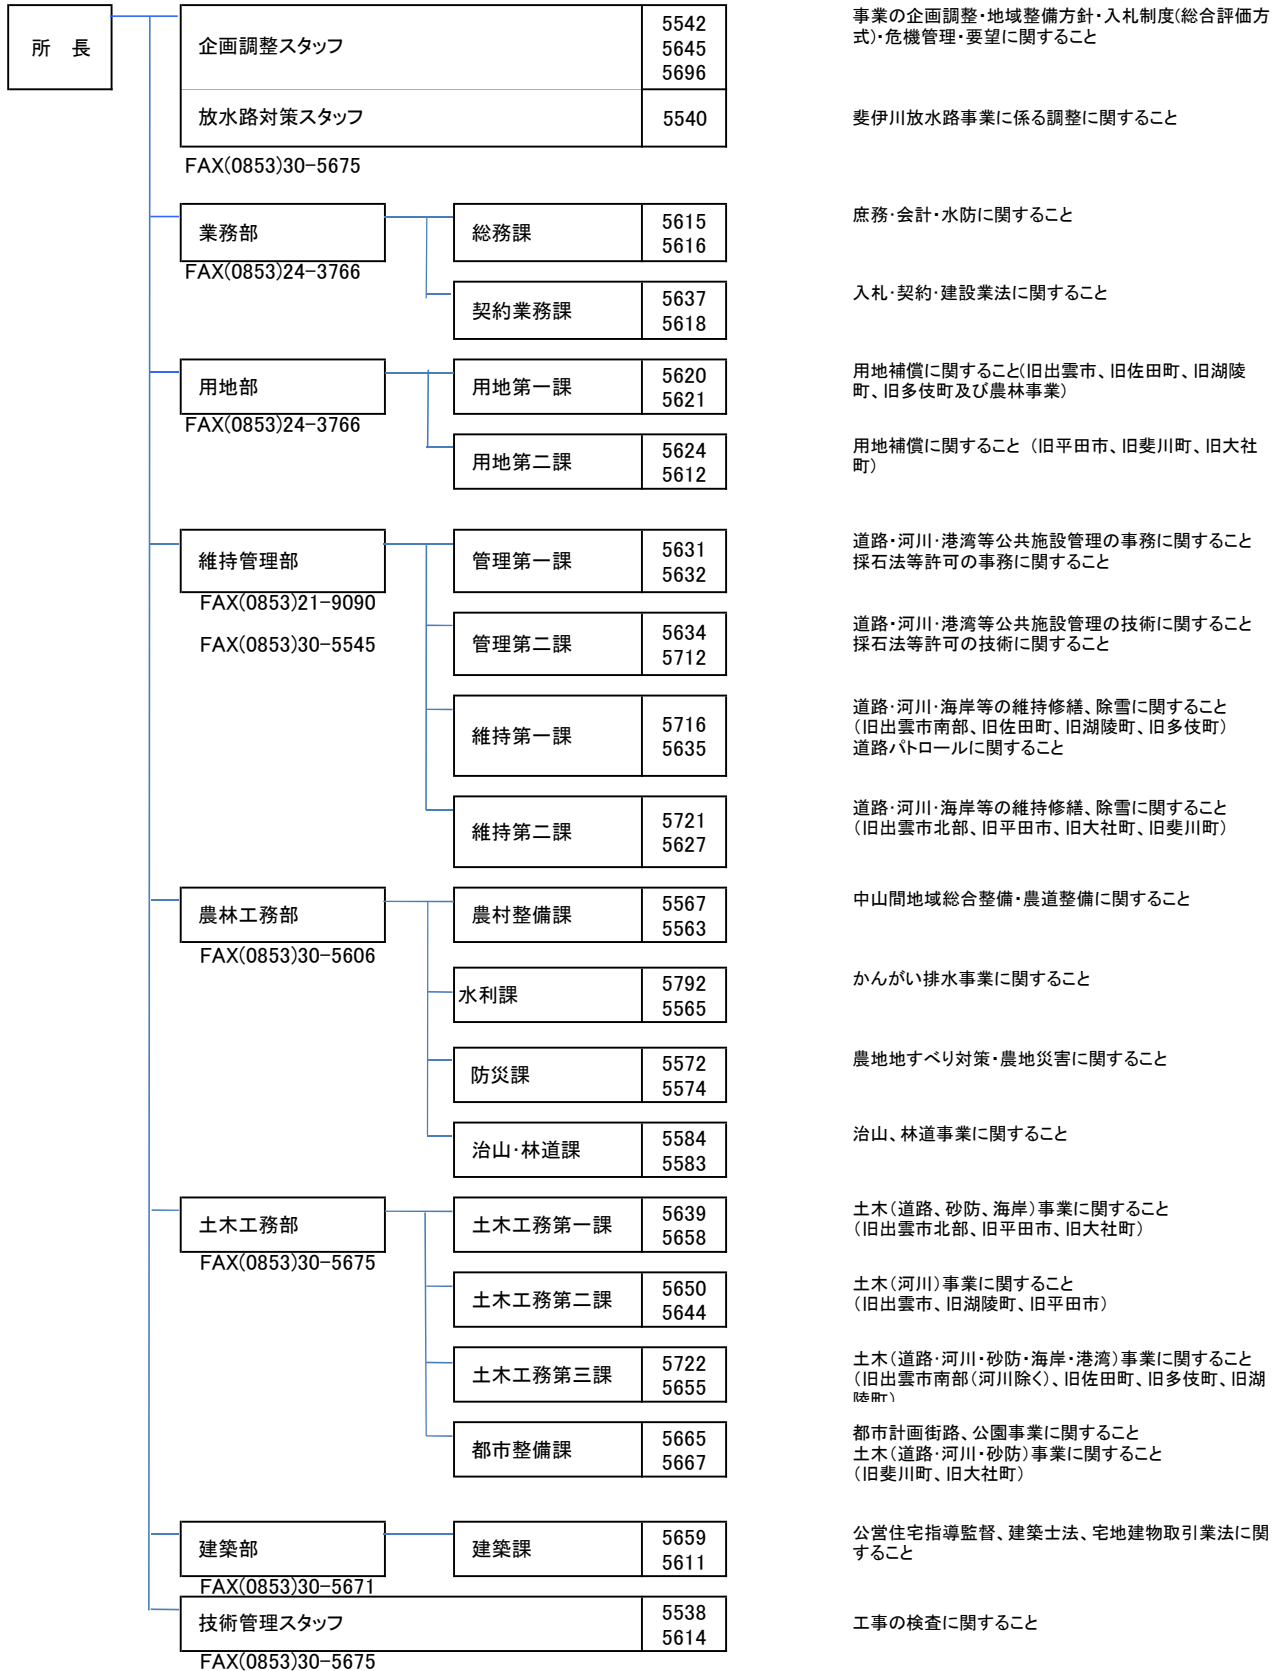 所　長
企画調整スタッフ
5542
5645
5696
事業の企画調整・地域整備方針・入札制度(総合評価方
式)・危機管理・要望に関すること
放水路対策スタッフ
5540
斐伊川放水路事業に係る調整に関すること
FAX(0853)30-5675
業務部
FAX(0853)24-3766
総務課
5615
5616
庶務・会計・水防に関すること
契約業務課
5637
5618
入札・契約・建設業法に関すること
用地部
FAX(0853)24-3766
用地第一課
5620
5621
用地補償に関すること(旧出雲市、旧佐田町、旧湖陵
町、旧多伎町及び農林事業)
用地第二課
5624
5612
用地補償に関すること (旧平田市、旧斐川町、旧大社
町)
維持管理部
FAX(0853)21-9090
FAX(0853)30-5545
管理第一課
5631
5632
道路・河川・港湾等公共施設管理の事務に関すること
採石法等許可の事務に関すること
管理第二課
5634
5712
道路・河川・港湾等公共施設管理の技術に関すること
採石法等許可の技術に関すること
維持第一課
5716
5635
道路・河川・海岸等の維持修繕、除雪に関すること
(旧出雲市南部、旧佐田町、旧湖陵町、旧多伎町)
道路パトロールに関すること
維持第二課
5721
5627
道路・河川・海岸等の維持修繕、除雪に関すること
(旧出雲市北部、旧平田市、旧大社町、旧斐川町)
農林工務部
FAX(0853)30-5606
農村整備課
5567
5563
中山間地域総合整備・農道整備に関すること
水利課
5792
5565
かんがい排水事業に関すること
防災課
5572
5574
農地地すべり対策・農地災害に関すること
治山・林道課
5584
5583
治山、林道事業に関すること
土木工務部
FAX(0853)30-5675
土木工務第一課
5639
5658
土木(道路、砂防、海岸)事業に関すること
(旧出雲市北部、旧平田市、旧大社町)
土木工務第二課
5650
5644
土木(河川)事業に関すること
(旧出雲市、旧湖陵町、旧平田市)
土木工務第三課
5722
5655
土木(道路・河川・砂防・海岸・港湾)事業に関すること
(旧出雲市南部(河川除く)、旧佐田町、旧多伎町、旧湖
陵町)
都市整備課
5665
5667
都市計画街路、公園事業に関すること
土木(道路・河川・砂防)事業に関すること
(旧斐川町、旧大社町)
建築部
FAX(0853)30-5671
建築課
5659
5611
公営住宅指導監督、建築士法、宅地建物取引業法に関
すること
技術管理スタッフ
5538
5614
工事の検査に関すること
FAX(0853)30-5675